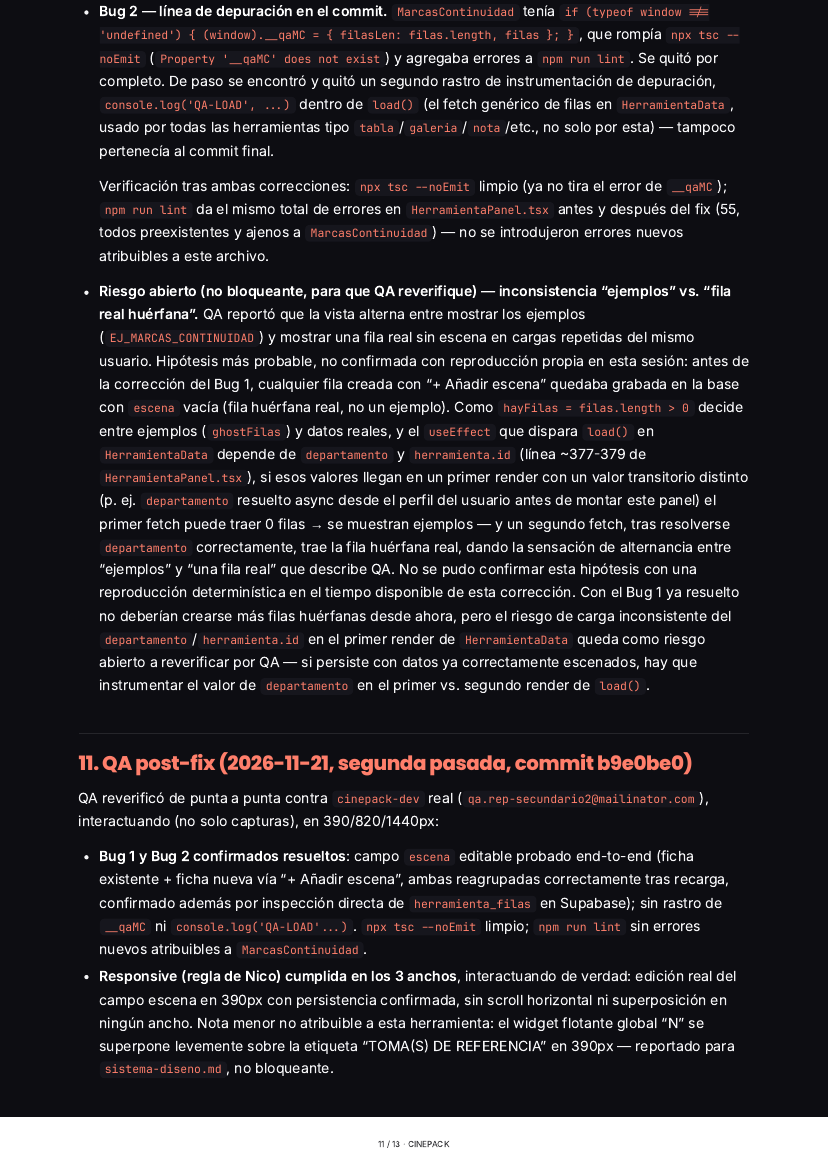 • Bug 2 — línea de depuración en el commit. MarcasContinuidad tenía if (typeof window !==
'undefined') { (window).__qaMC = { filasLen: filas.length, filas }; } , que rompía npx tsc --
noEmit ( Property '__qaMC' does not exist ) y agregaba errores a npm run lint . Se quitó por
completo. De paso se encontró y quitó un segundo rastro de instrumentación de depuración,
console.log('QA-LOAD', ...) dentro de load() (el fetch genérico de filas en HerramientaData ,
usado por todas las herramientas tipo tabla / galeria / nota /etc., no solo por esta) — tampoco
pertenecía al commit final.
Verificación tras ambas correcciones: npx tsc --noEmit limpio (ya no tira el error de __qaMC );
npm run lint da el mismo total de errores en HerramientaPanel.tsx antes y después del fix (55,
todos preexistentes y ajenos a MarcasContinuidad ) — no se introdujeron errores nuevos
atribuibles a este archivo.
• Riesgo abierto (no bloqueante, para que QA reverifique) — inconsistencia “ejemplos” vs. “fila
real huérfana”. QA reportó que la vista alterna entre mostrar los ejemplos
( EJ_MARCAS_CONTINUIDAD ) y mostrar una fila real sin escena en cargas repetidas del mismo
usuario. Hipótesis más probable, no confirmada con reproducción propia en esta sesión: antes de
la corrección del Bug 1, cualquier fila creada con “+ Añadir escena” quedaba grabada en la base
con escena vacía (fila huérfana real, no un ejemplo). Como hayFilas = filas.length > 0 decide
entre ejemplos ( ghostFilas ) y datos reales, y el useEffect que dispara load() en
HerramientaData depende de departamento y herramienta.id (línea ~377-379 de
HerramientaPanel.tsx ), si esos valores llegan en un primer render con un valor transitorio distinto
(p. ej. departamento resuelto async desde el perfil del usuario antes de montar este panel) el
primer fetch puede traer 0 filas → se muestran ejemplos — y un segundo fetch, tras resolverse
departamento correctamente, trae la fila huérfana real, dando la sensación de alternancia entre
“ejemplos” y “una fila real” que describe QA. No se pudo confirmar esta hipótesis con una
reproducción determinística en el tiempo disponible de esta corrección. Con el Bug 1 ya resuelto
no deberían crearse más filas huérfanas desde ahora, pero el riesgo de carga inconsistente del
departamento / herramienta.id en el primer render de HerramientaData queda como riesgo
abierto a reverificar por QA — si persiste con datos ya correctamente escenados, hay que
instrumentar el valor de departamento en el primer vs. segundo render de load() .
11. QA post-fix (2026-11-21, segunda pasada, commit b9e0be0)
QA reverificó de punta a punta contra cinepack-dev real ( qa.rep-secundario2@mailinator.com ),
interactuando (no solo capturas), en 390/820/1440px:
• Bug 1 y Bug 2 confirmados resueltos: campo escena editable probado end-to-end (ficha
existente + ficha nueva vía “+ Añadir escena”, ambas reagrupadas correctamente tras recarga,
confirmado además por inspección directa de herramienta_filas en Supabase); sin rastro de
__qaMC ni console.log('QA-LOAD'...) . npx tsc --noEmit limpio; npm run lint sin errores
nuevos atribuibles a MarcasContinuidad .
• Responsive (regla de Nico) cumplida en los 3 anchos, interactuando de verdad: edición real del
campo escena en 390px con persistencia confirmada, sin scroll horizontal ni superposición en
ningún ancho. Nota menor no atribuible a esta herramienta: el widget flotante global “N” se
superpone levemente sobre la etiqueta “TOMA(S) DE REFERENCIA” en 390px — reportado para
sistema-diseno.md , no bloqueante.
11 / 13 · CINEPACK